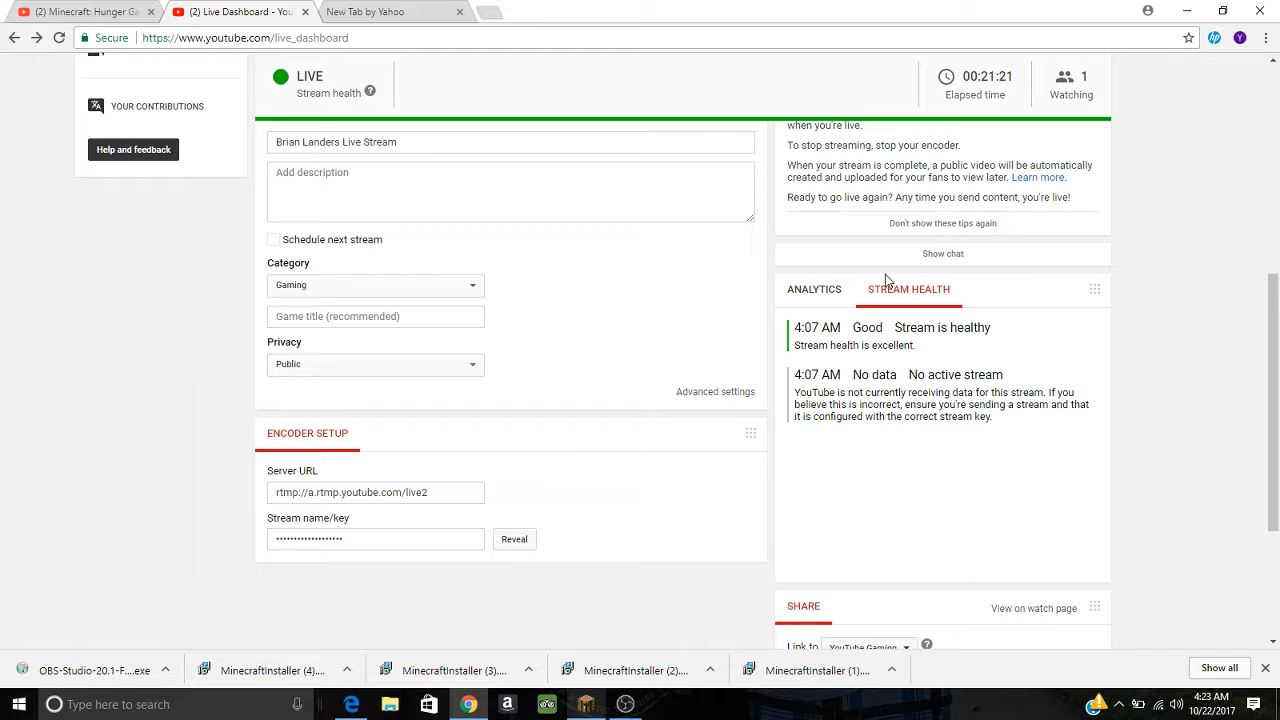 (2) Minecraft: Hunger Ga
(2) Live Dashboard - You
New Tab by Yahoo
Secure
https://www.youtube.com/live_dashboard
YOUR CONTRIBUTIONS
Help and feedback
LIVE
Stream health
00:21:21
Elapsed time
1
Watching
Brian Landers Live Stream
Add description
Schedule next stream
Category
Gaming
Game title (recommended)
Privacy
Public
Advanced settings
ENCODER SETUP
Server URL
rtmp://a.rtmp.youtube.com/live2
Stream name/key
•••••••••••••••••••
Reveal
when you're live.
To stop streaming, stop your encoder.
When your stream is complete, a public video will be automatically
created and uploaded for your fans to view later. Learn more.
Ready to go live again? Any time you send content, you're live!
Don't show these tips again
Show chat
ANALYTICS
STREAM HEALTH
4:07 AM Good Stream is healthy
Stream health is excellent.
4:07 AM No data No active stream
YouTube is not currently receiving data for this stream. If you
believe this is incorrect, ensure you're sending a stream and that
it is configured with the correct stream key.
SHARE
View on watch page
Link to
YouTube Gaming
OBS-Studio-20.1-F....exe
MinecraftInstaller (4)....
MinecraftInstaller (3)....
MinecraftInstaller (2)....
MinecraftInstaller (1)....
Show all
Type here to search
4:23 AM
10/22/2017